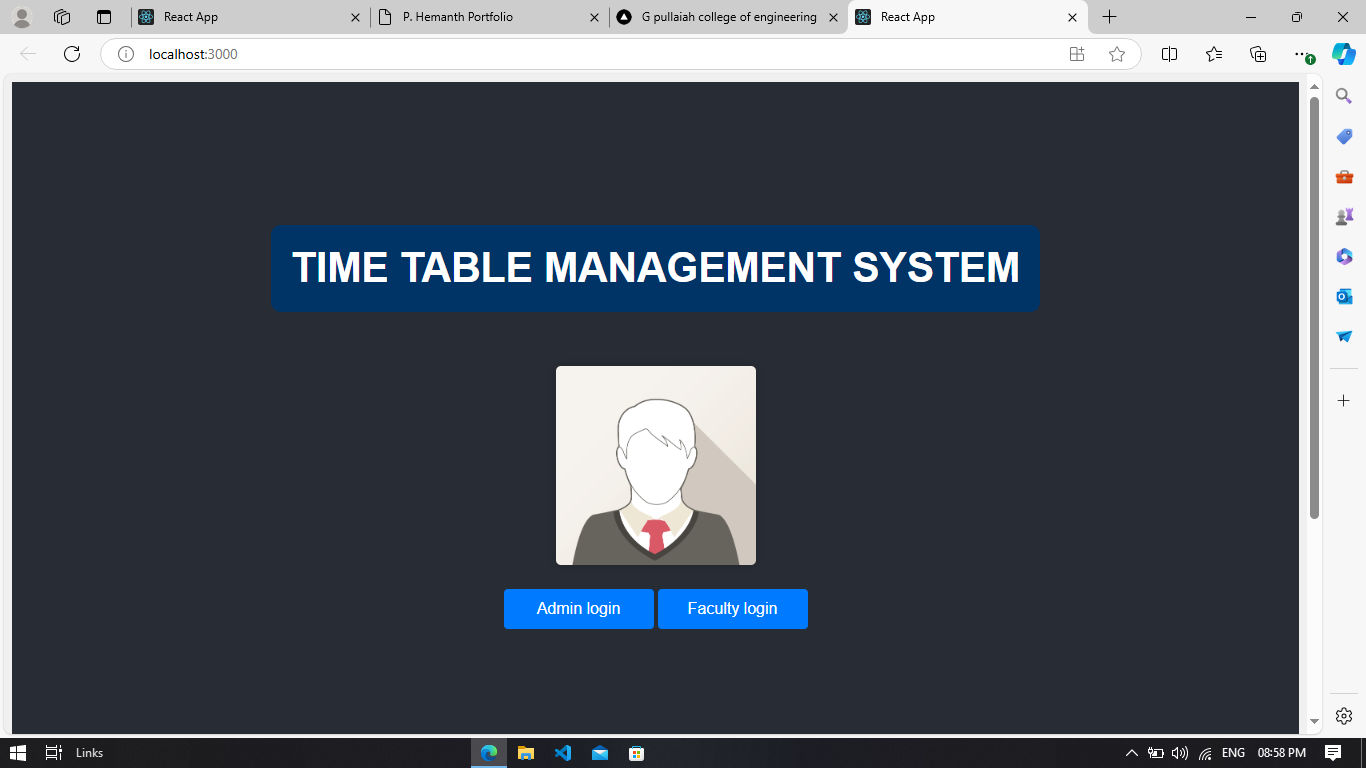 React App
P. Hemanth Portfolio
G pullaiah college of engineering
React App
localhost:3000
TIME TABLE MANAGEMENT SYSTEM
Admin login
Faculty login
Links
ENG
08:58 PM